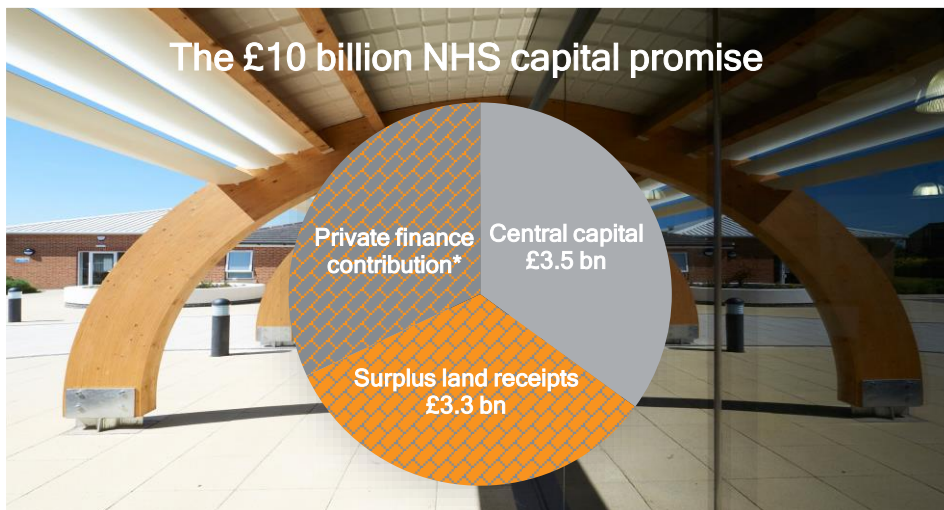 The £10 billion NHS capital promise
Private finance
contribution*
Central capital
£3.5 bn
Surplus land receipts
£3.3 bn